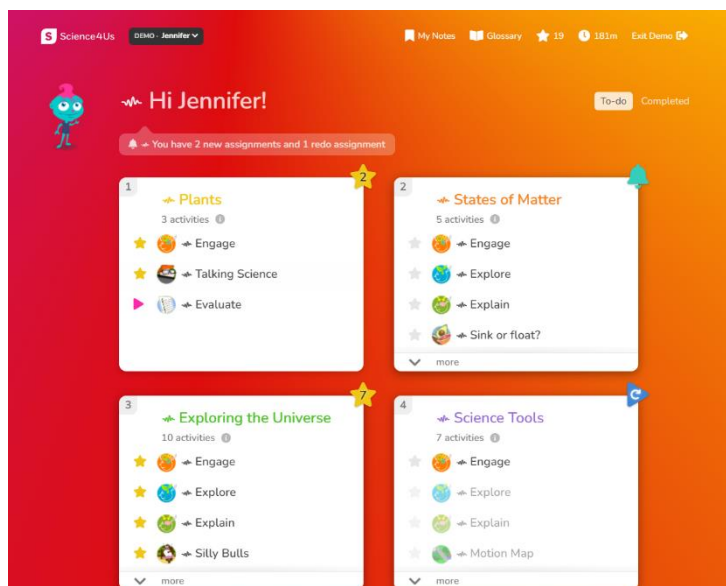 S Science4Us DEMO - Jennifer My Notes Glossary 19 181m Exit Demo
Hi Jennifer! To-do Completed
You have 2 new assignments and 1 redo assignment
1
2
Plants
3 activities
Engage
Talking Science
Evaluate
2
States of Matter
5 activities
Engage
Explore
Explain
Sink or float?
more
3
7
Exploring the Universe
10 activities
Engage
Explore
Explain
Silly Bulls
more
4
Science Tools
7 activities
Engage
Explore
Explain
Motion Map
more